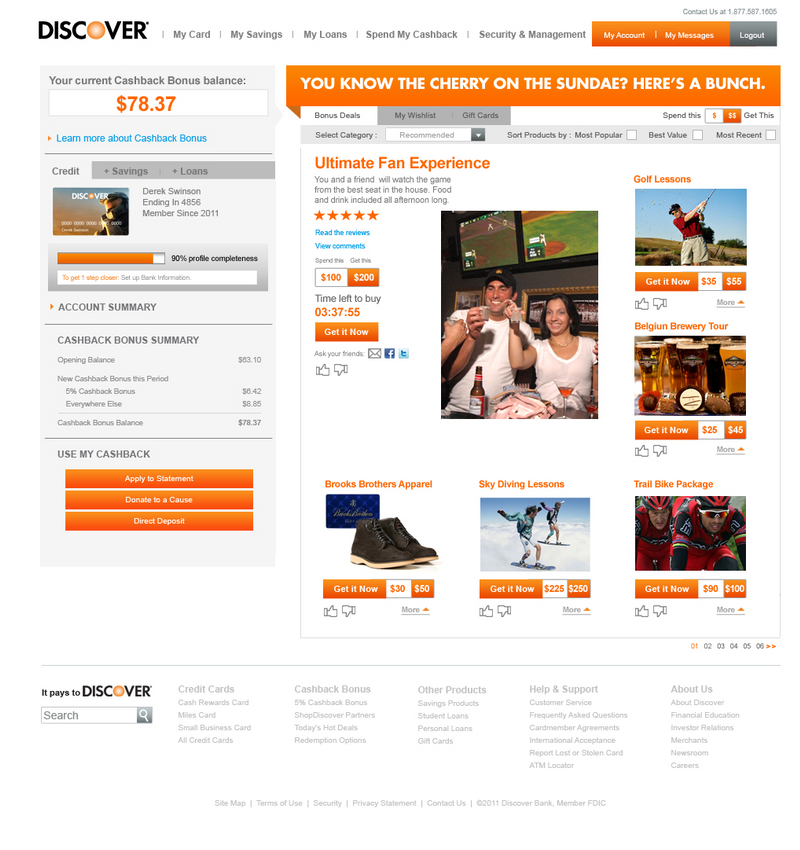 Contact Us at 1.877.587.1605
DISCOVER
My Card | My Savings | My Loans | Spend My Cashback | Security & Management
My Account | My Messages
Logout
Your current Cashback Bonus balance:
$78.37
Learn more about Cashback Bonus
Credit
+ Savings | + Loans
DISCOVER
Derek Swinson
Ending In 4856
Member Since 2011
90% profile completeness
To get 1 step closer: Set up Bank Information.
ACCOUNT SUMMARY
CASHBACK BONUS SUMMARY
Opening Balance $63.10
New Cashback Bonus this Period
5% Cashback Bonus $6.42
Everywhere Else $8.85
Cashback Bonus Balance $78.37
USE MY CASHBACK
Apply to Statement
Donate to a Cause
Direct Deposit
YOU KNOW THE CHERRY ON THE SUNDAE? HERE'S A BUNCH.
Bonus Deals
My Wishlist | Gift Cards
Spend this $ $$ Get This
Select Category : Recommended
Sort Products by : Most Popular
Best Value
Most Recent
Ultimate Fan Experience
You and a friend will watch the game
from the best seat in the house. Food
and drink included all afternoon long.
Read the reviews
View comments
Spend this Get this
$100 $200
Time left to buy
03:37:55
Get it Now
Ask your friends:
Golf Lessons
Get it Now $35 $55
More
Belgiun Brewery Tour
Get it Now $25 $45
More
Brooks Brothers Apparel
Brooks Brothers
Get it Now $30 $50
More
Sky Diving Lessons
Get it Now $225 $250
More
Trail Bike Package
Get it Now $90 $100
More
01 02 03 04 05 06 >>
It pays to DISCOVER
Search
Credit Cards
Cash Rewards Card
Miles Card
Small Business Card
All Credit Cards
Cashback Bonus
5% Cashback Bonus
ShopDiscover Partners
Today's Hot Deals
Redemption Options
Other Products
Savings Products
Student Loans
Personal Loans
Gift Cards
Help & Support
Customer Service
Frequently Asked Questions
Cardmember Agreements
International Acceptance
Report Lost or Stolen Card
ATM Locator
About Us
About Discover
Financial Education
Investor Relations
Merchants
Newsroom
Careers
Site Map | Terms of Use | Security | Privacy Statement | Contact Us | ©2011 Discover Bank, Member FDIC